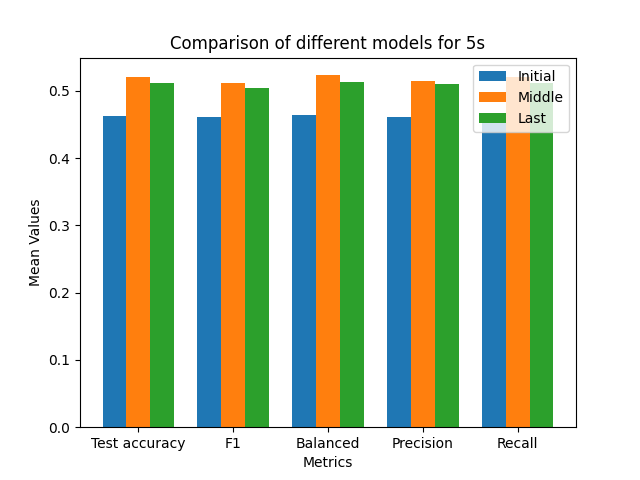 Comparison of different models for 5s
Initial
Middle
Last
0.5
0.4
0.3
0.2
0.1
0.0
Mean Values
Test accuracy
F1
Balanced
Precision
Recall
Metrics